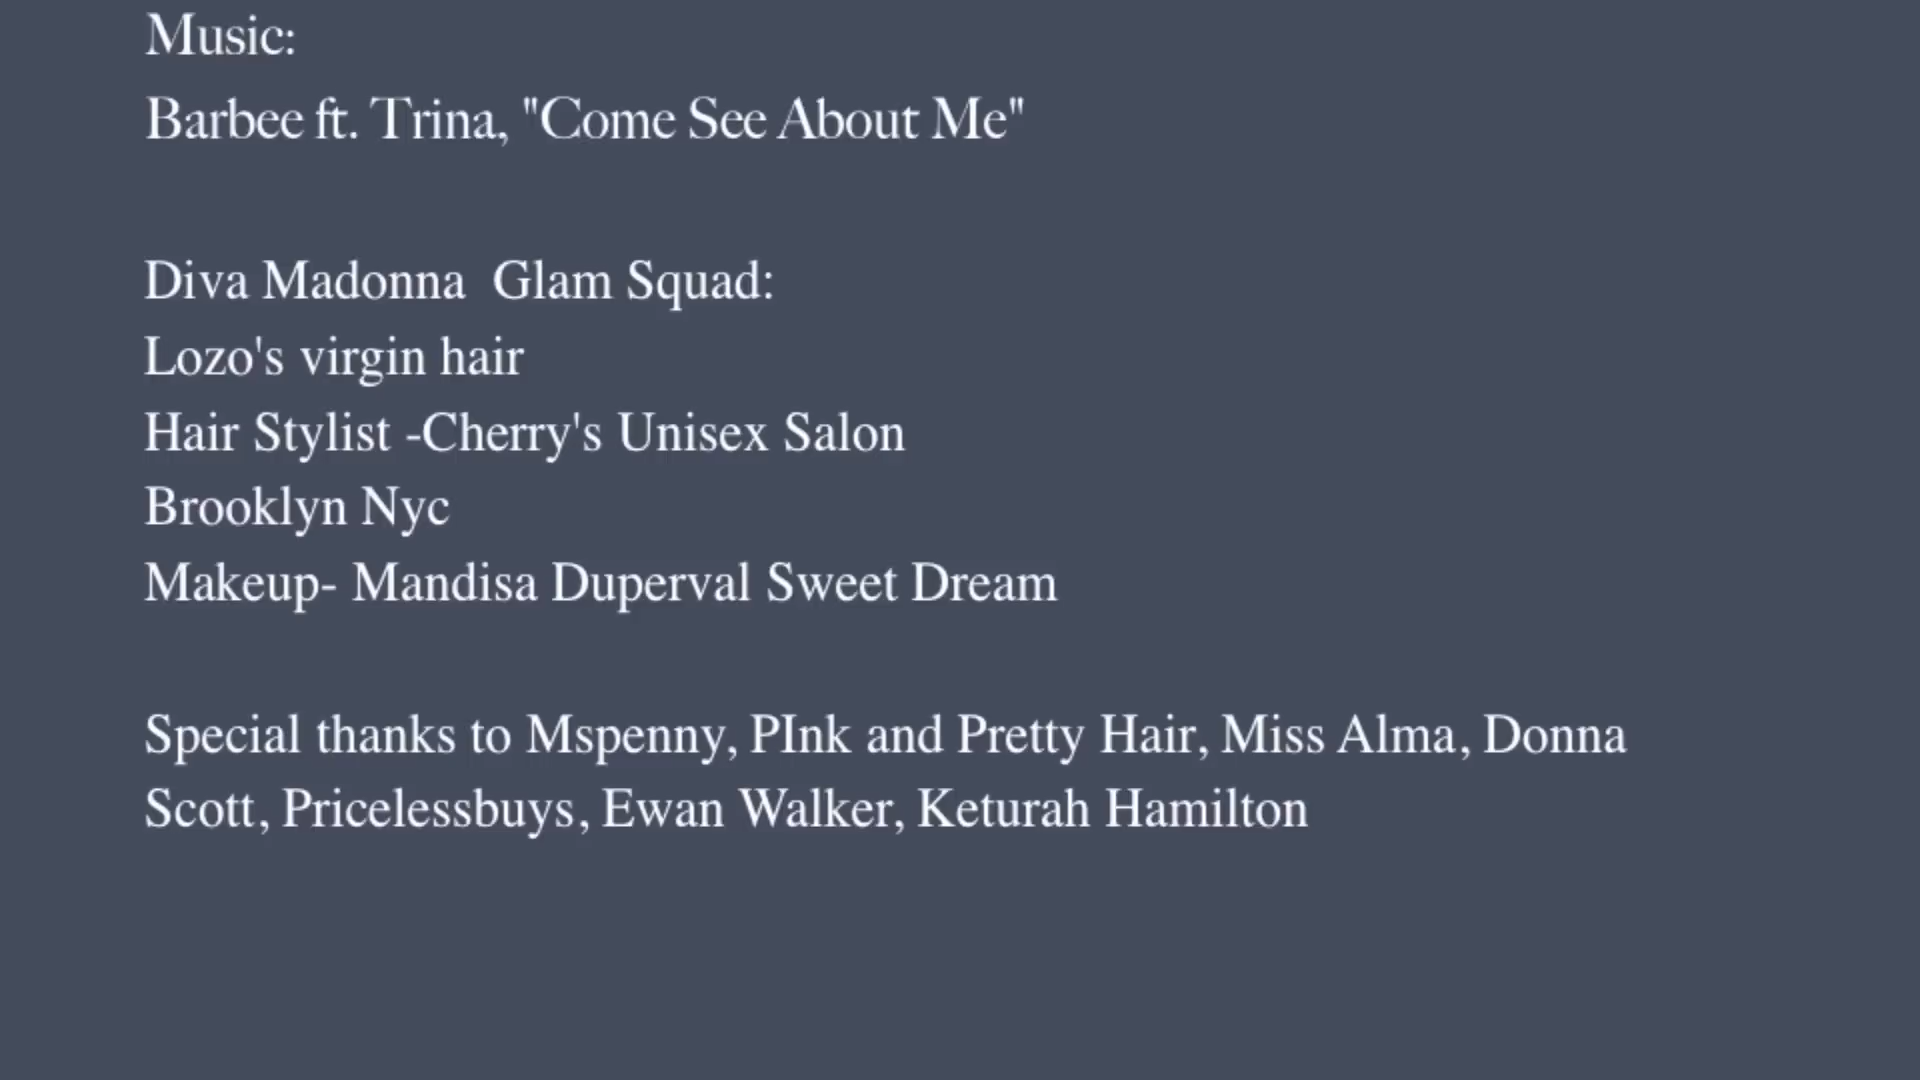 Music:
Barbee ft. Trina, "Come See About Me"
Diva Madonna  Glam Squad:
Lozo's virgin hair
Hair Stylist -Cherry's Unisex Salon
Brooklyn Nyc
Makeup- Mandisa Duperval Sweet Dream
Special thanks to Mspenny, PInk and Pretty Hair, Miss Alma, Donna
Scott, Pricelessbuys, Ewan Walker, Keturah Hamilton